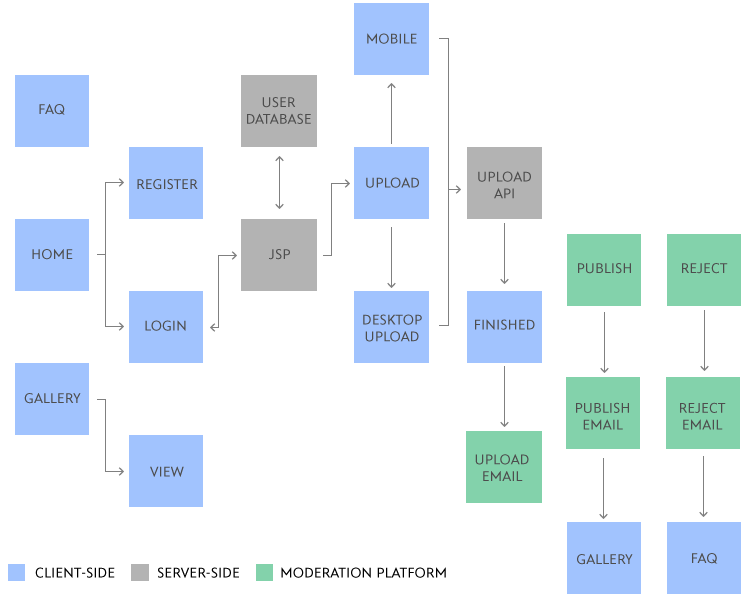 MOBILE
FAQ
USER
DATABASE
REGISTER
UPLOAD
UPLOAD
API
HOME
JSP
PUBLISH
REJECT
LOGIN
DESKTOP
UPLOAD
FINISHED
GALLERY
PUBLISH
EMAIL
REJECT
EMAIL
VIEW
UPLOAD
EMAIL
GALLERY
FAQ
CLIENT-SIDE
SERVER-SIDE
MODERATION PLATFORM